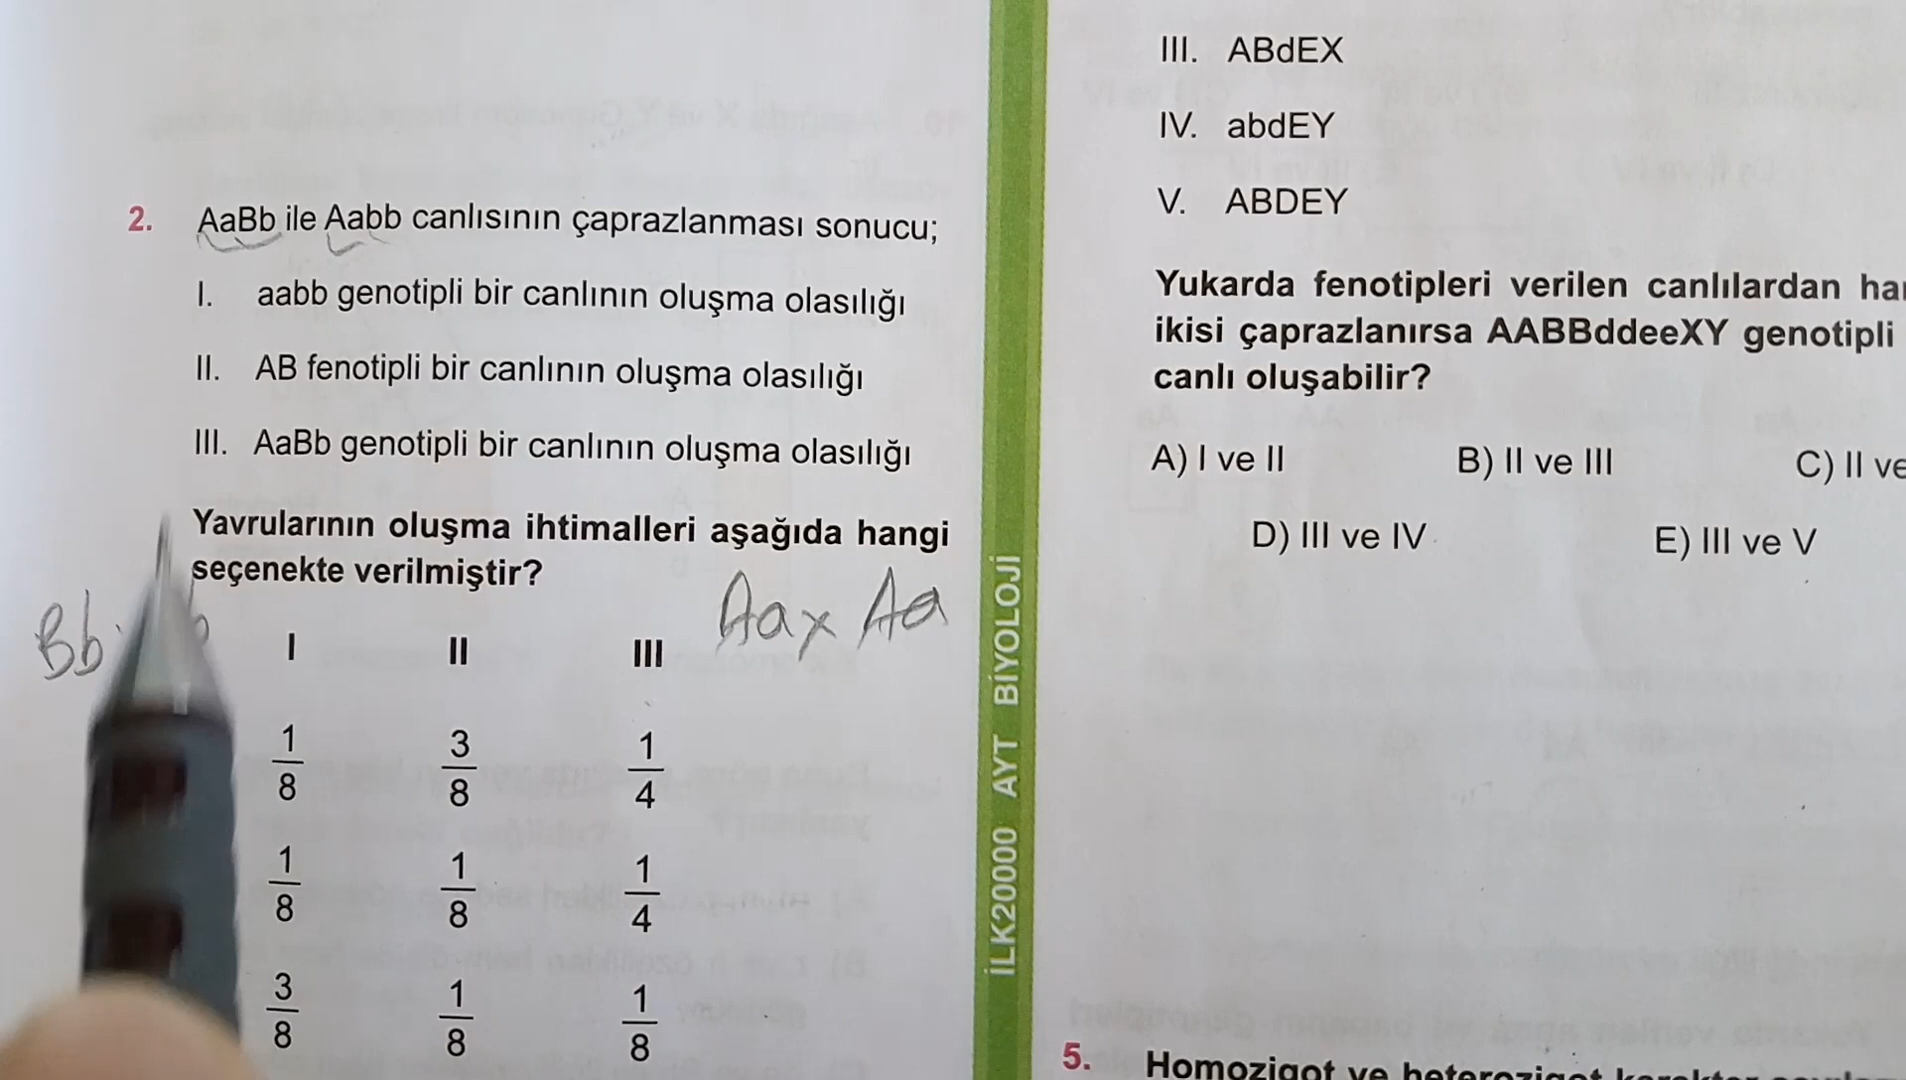 2. AaBb ile Aabb canlısının çaprazlanması sonucu;
I. aabb genotipli bir canlının oluşma olasılığı
II. AB fenotipli bir canlının oluşma olasılığı
III. AaBb genotipli bir canlının oluşma olasılığı
Yavrularının oluşma ihtimalleri aşağıda hangi
seçenekte verilmiştir?
Aax Aa
Bb
I II III
1/8 3/8 1/4
1/8 1/8 1/4
3/8 1/8 1/8
İLK20000 AYT BİYOLOJİ
III. ABdEX
IV. abdEY
V. ABDEY
Yukarda fenotipleri verilen canlılardan
ikisi çaprazlanırsa AABBddeeXY genotipli
canlı oluşabilir?
A) I ve II B) II ve III C) II
D) III ve IV E) III ve V
5. Homozigot ve heterozigot